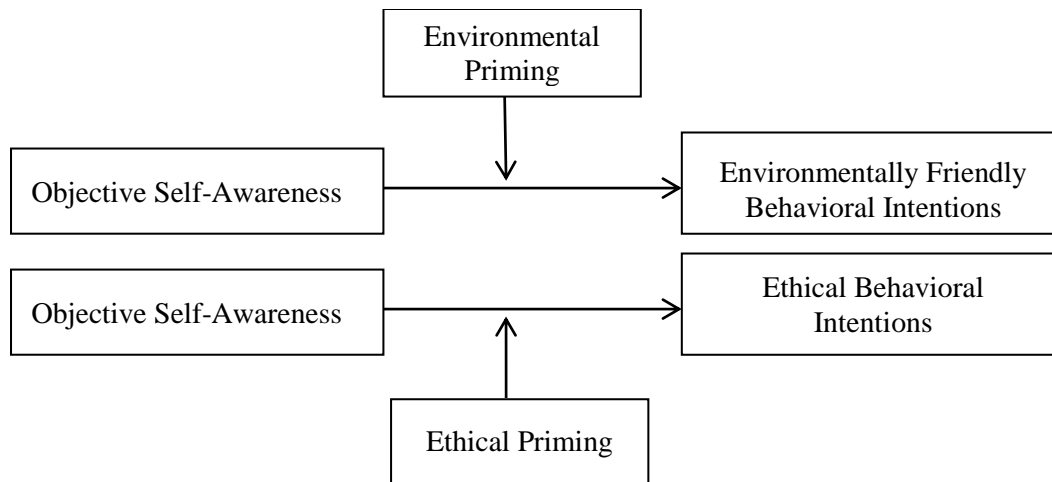 Environmental
Priming
Objective Self-Awareness
Environmentally Friendly
Behavioral Intentions
Objective Self-Awareness
Ethical Behavioral
Intentions
Ethical Priming